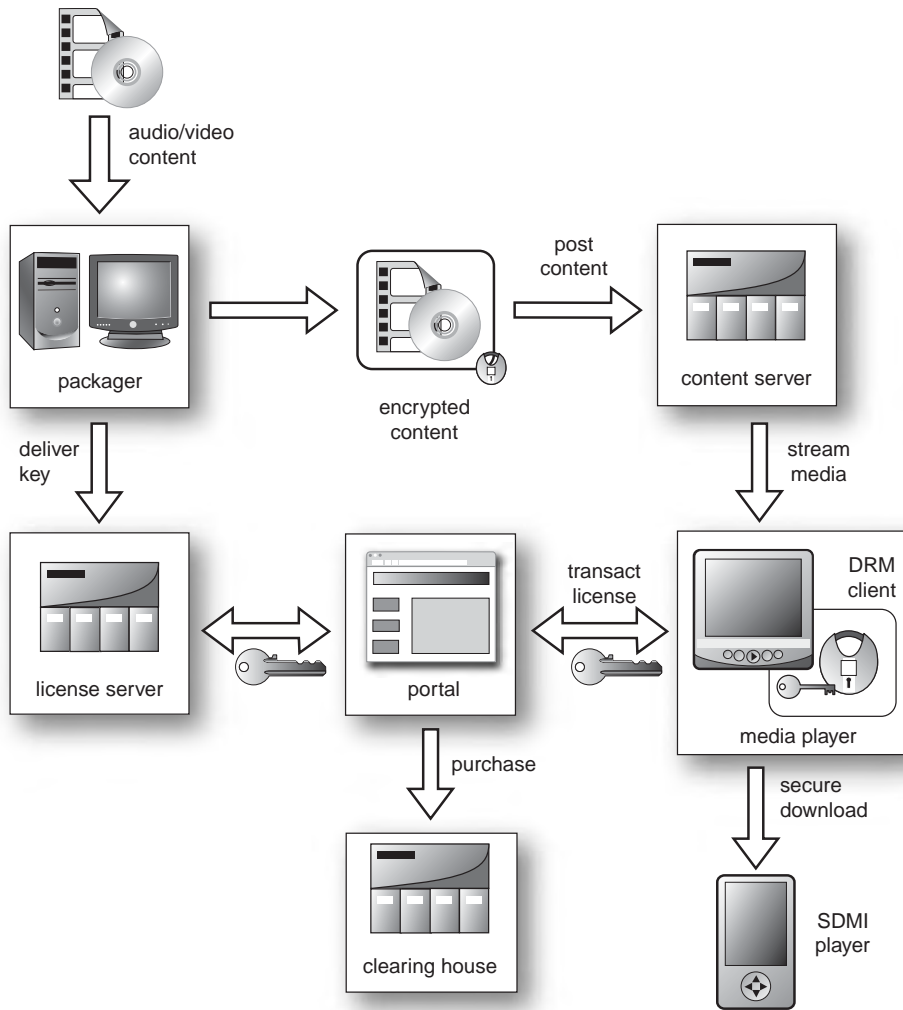 audio/video
content
post
content
packager
encrypted
content
content server
deliver
key
stream
media
license server
portal
transact
license
DRM
client
media player
purchase
secure
download
clearing house
SDMI
player